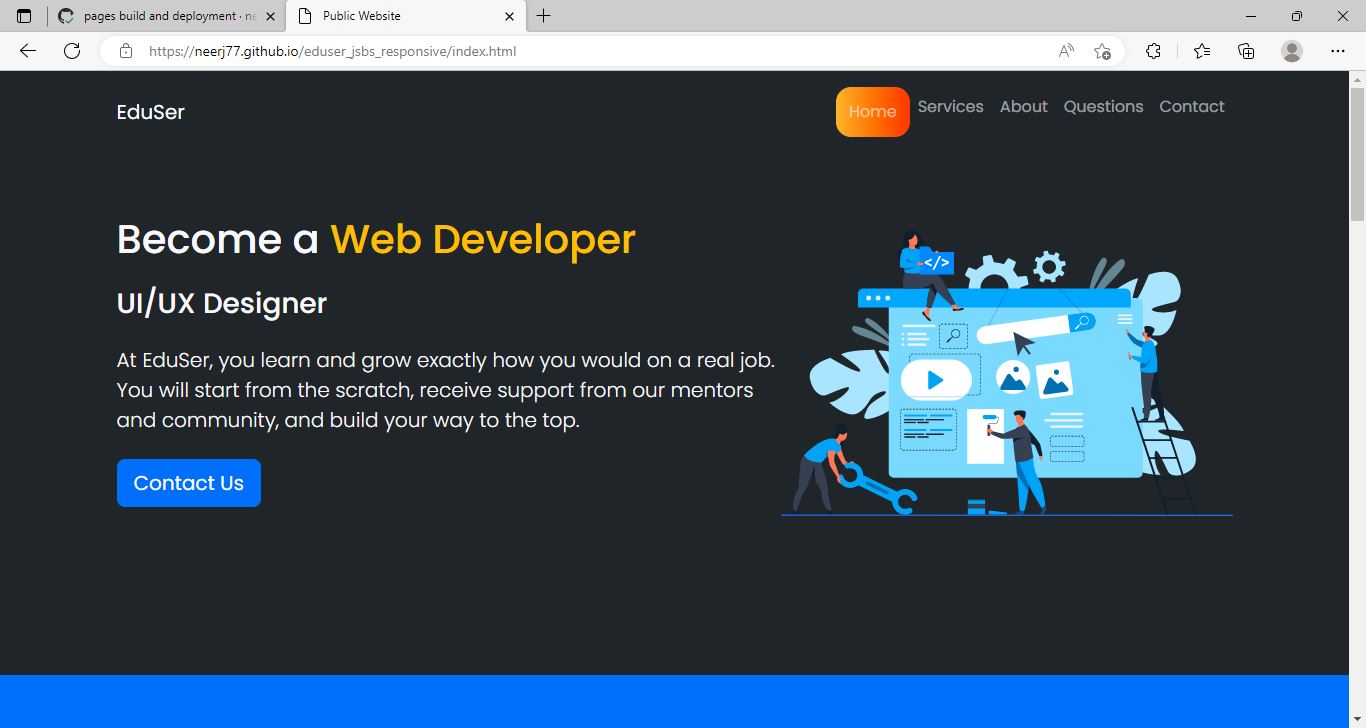 pages build and deployment · ne
Public Website
https://neerj77.github.io/eduser_jsbs_responsive/index.html
EduSer
Home Services About Questions Contact
Become a Web Developer
UI/UX Designer
At EduSer, you learn and grow exactly how you would on a real job.
You will start from the scratch, receive support from our mentors
and community, and build your way to the top.
Contact Us
</>